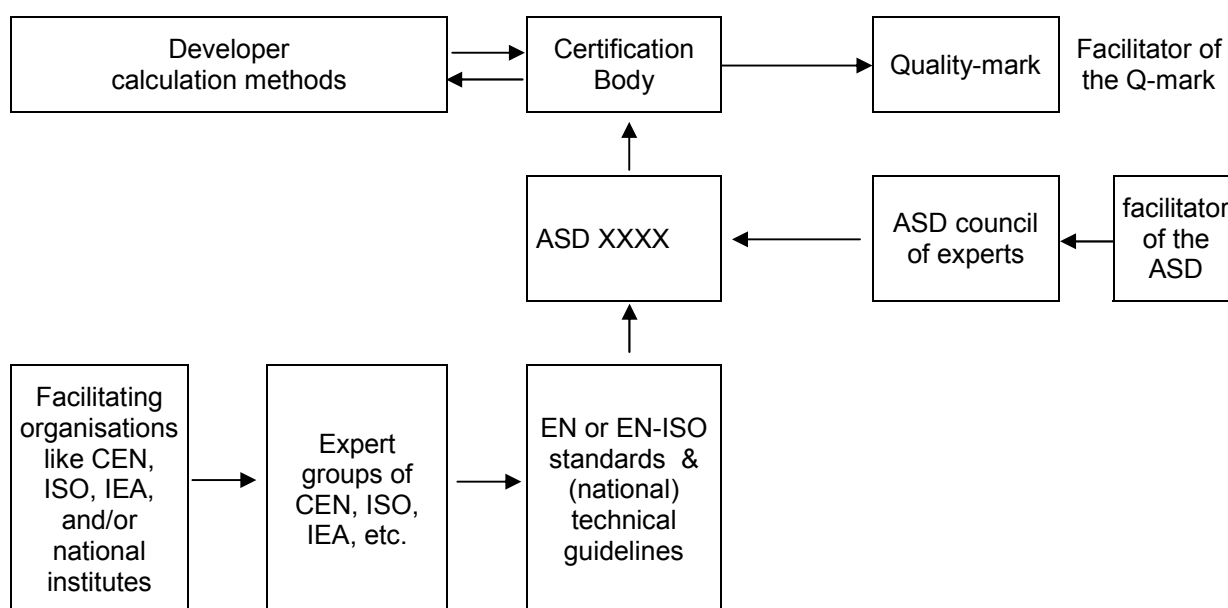 Developer
calculation methods
Certification
Body
Quality-mark
Facilitator of
the Q-mark
ASD XXXX
ASD council
of experts
facilitator
of the
ASD
Facilitating
organisations
like CEN,
ISO, IEA,
and/or
national
institutes
Expert
groups of
CEN, ISO,
IEA, etc.
EN or EN-ISO
standards &
(national)
technical
guidelines